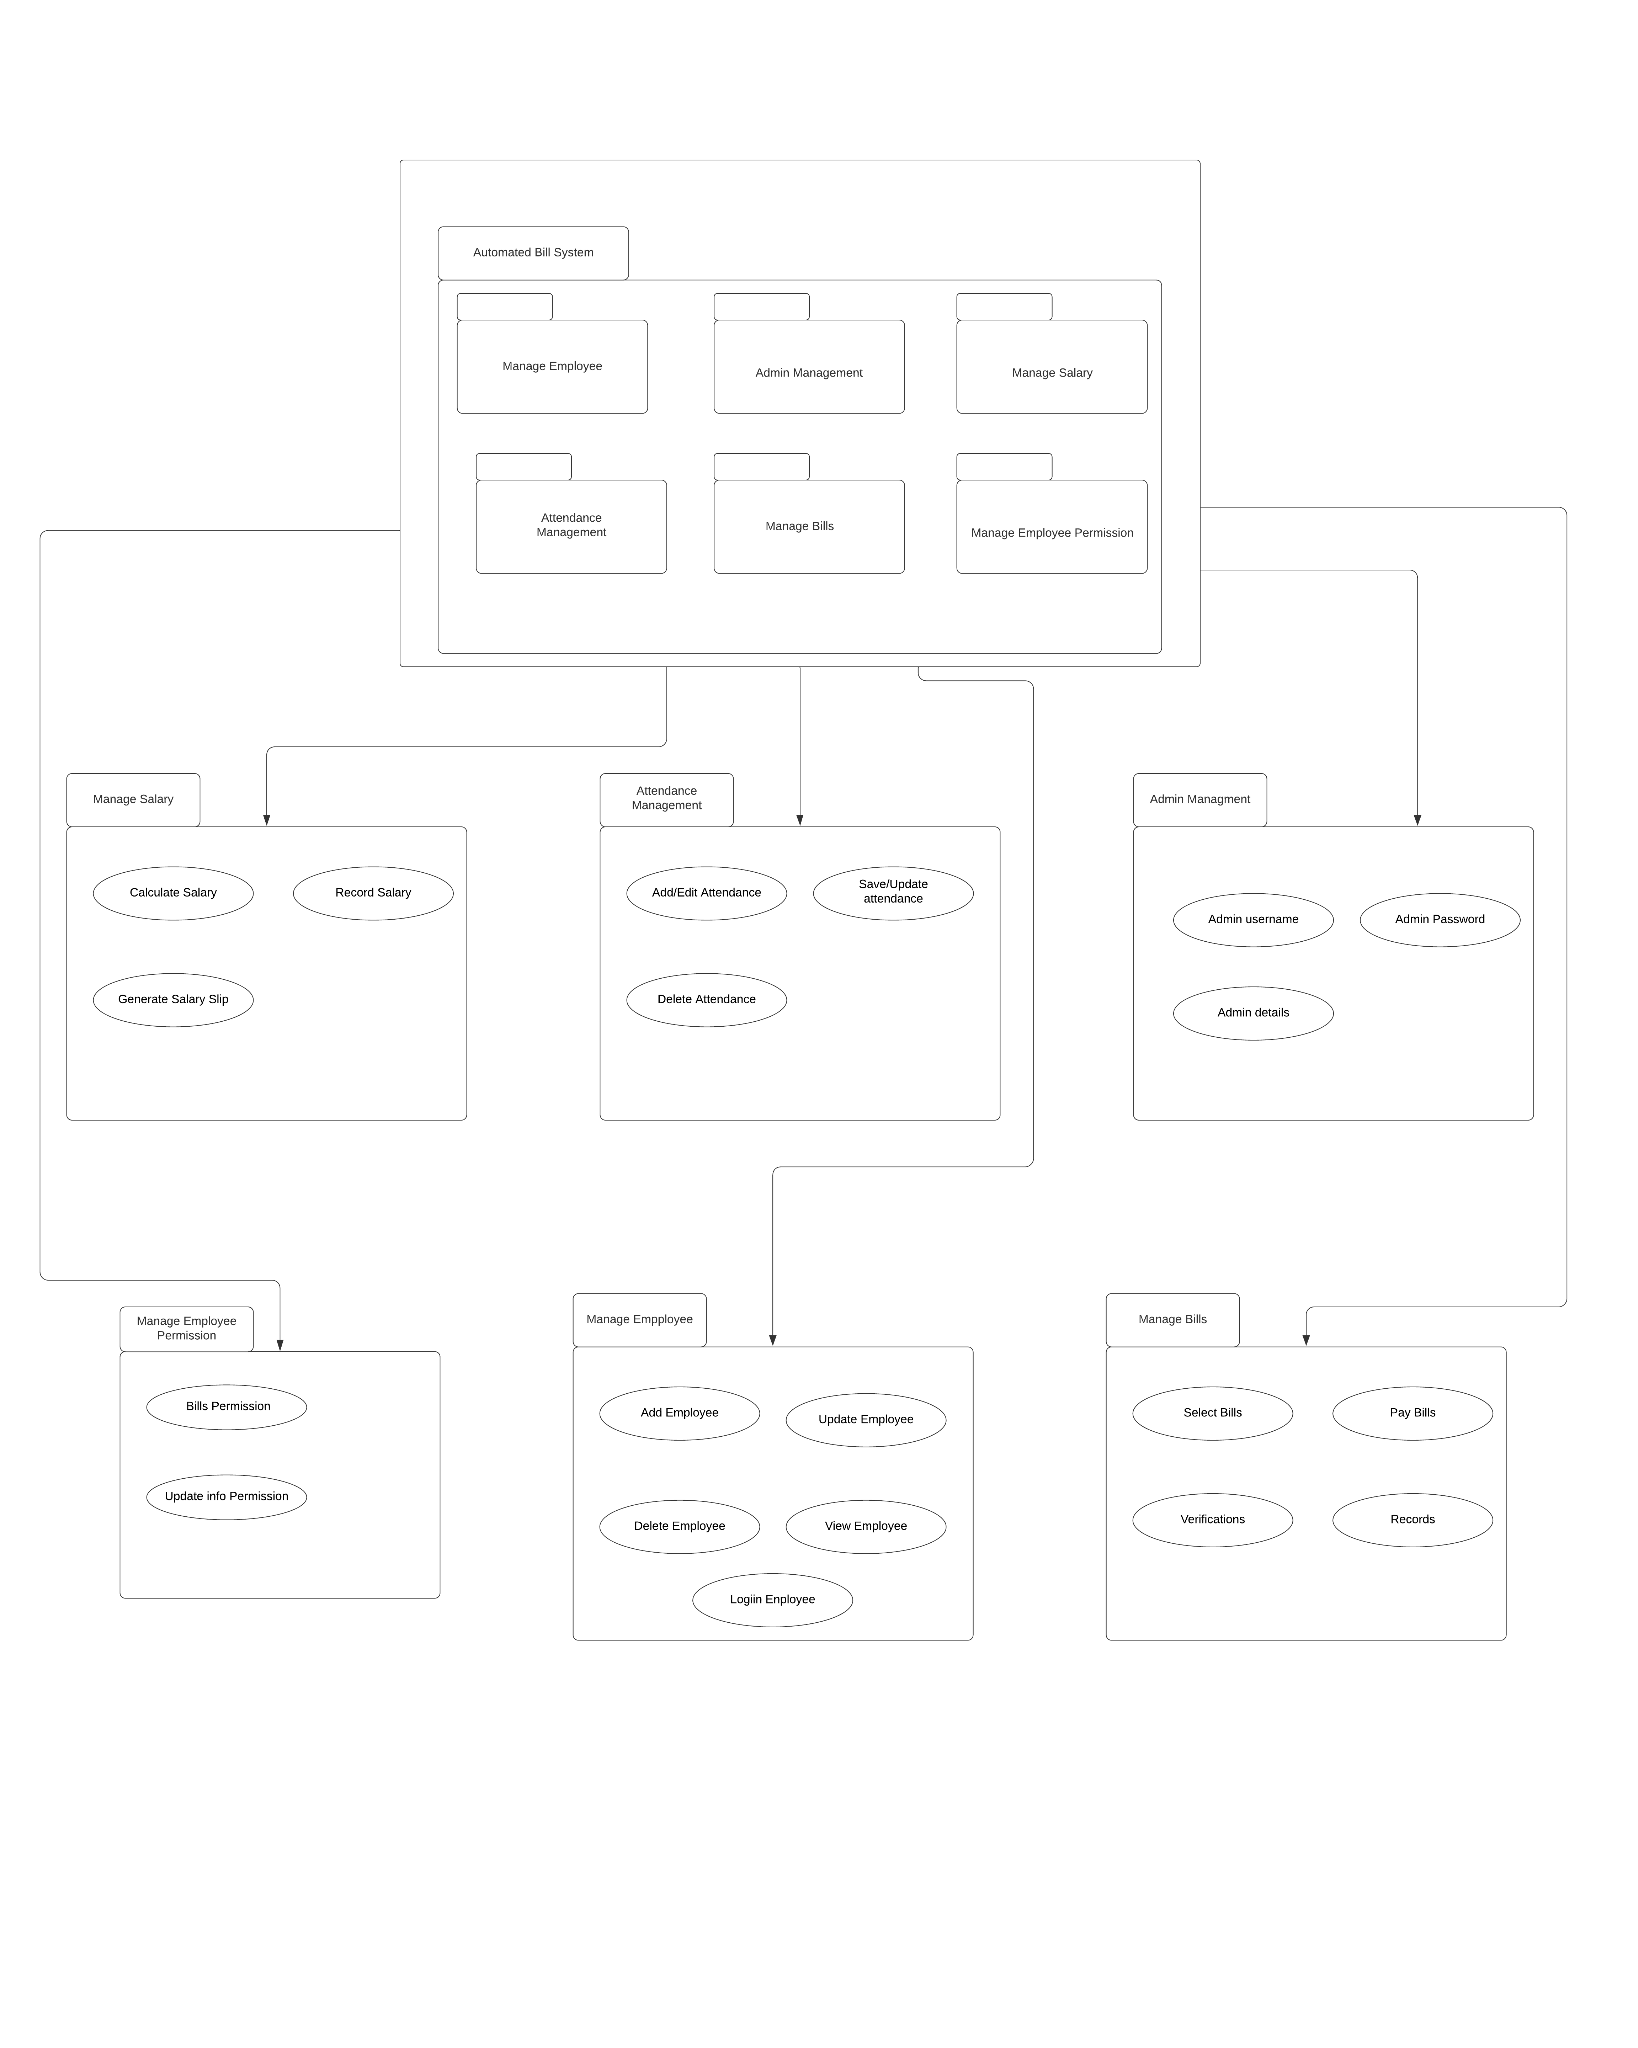 Automated Bill System
Manage Employee
Admin Management
Manage Salary
Attendance
Management
Manage Bills
Manage Employee Permission
Manage Salary
Calculate Salary
Record Salary
Generate Salary Slip
Attendance
Management
Add/Edit Attendance
Save/Update
attendance
Delete Attendance
Admin Managment
Admin username
Admin Password
Admin details
Manage Employee
Permission
Bills Permission
Update info Permission
Manage Empployee
Add Employee
Update Employee
Delete Employee
View Employee
Logiin Enployee
Manage Bills
Select Bills
Pay Bills
Verifications
Records